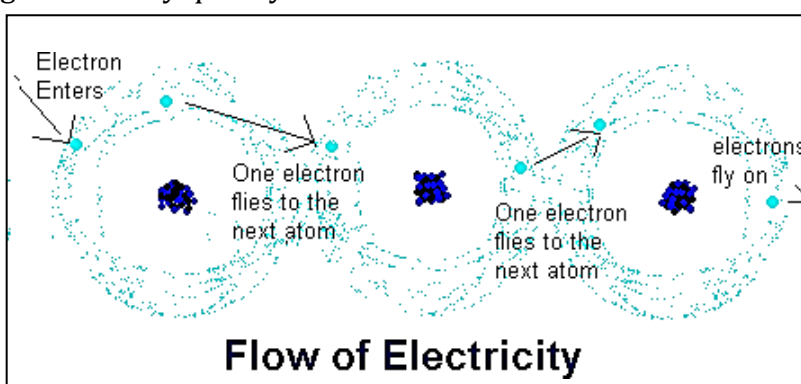 Electron
Enters
One electron
flies to the
next atom
One electron
flies to the
next atom
electrons
fly on
Flow of Electricity